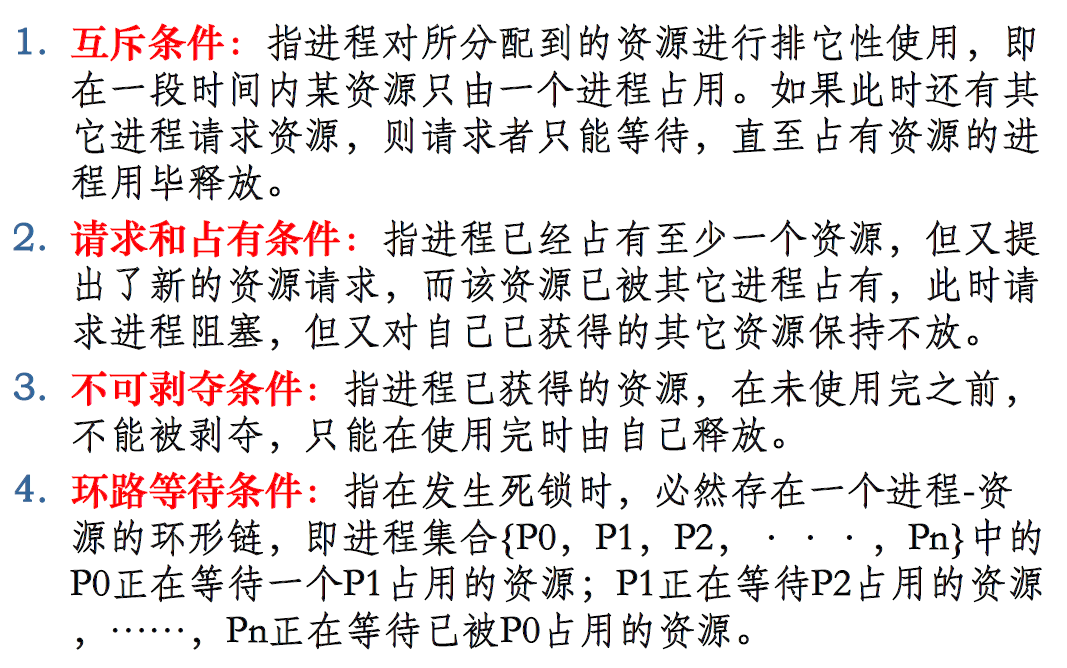 1. 互斥条件：指进程对所分配到的资源进行排它性使用，即
在一段时间内某资源只由一个进程占用。如果此时还有其
它进程请求资源，则请求者只能等待，直至占有资源的进
程用毕释放。
2. 请求和占有条件：指进程已经占有至少一个资源，但又提
出了新的资源请求，而该资源已被其它进程占有，此时请
求进程阻塞，但又对自己已获得的其它资源保持不放。
3. 不可剥夺条件：指进程已获得的资源，在未使用完之前，
不能被剥夺，只能在使用完时由自己释放。
4. 环路等待条件：指在发生死锁时，必然存在一个进程-资
源的环形链，即进程集合{P0，P1，P2，···，Pn}中的
P0正在等待一个P1占用的资源；P1正在等待P2占用的资源
，……，Pn正在等待已被P0占用的资源。